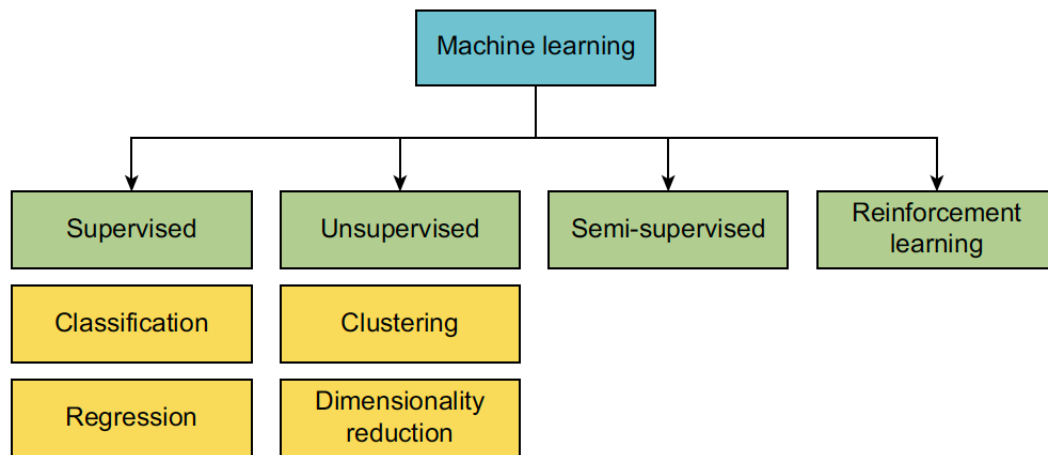 Machine learning
Supervised
Unsupervised
Semi-supervised
Reinforcement
learning
Classification
Clustering
Regression
Dimensionality
reduction